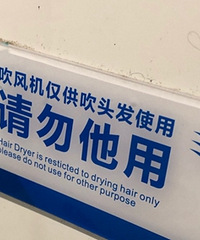 吹风机仅供吹头发使用
请勿他用
Hair Dryer is resticted to drying hair only
please do not use for other purpose